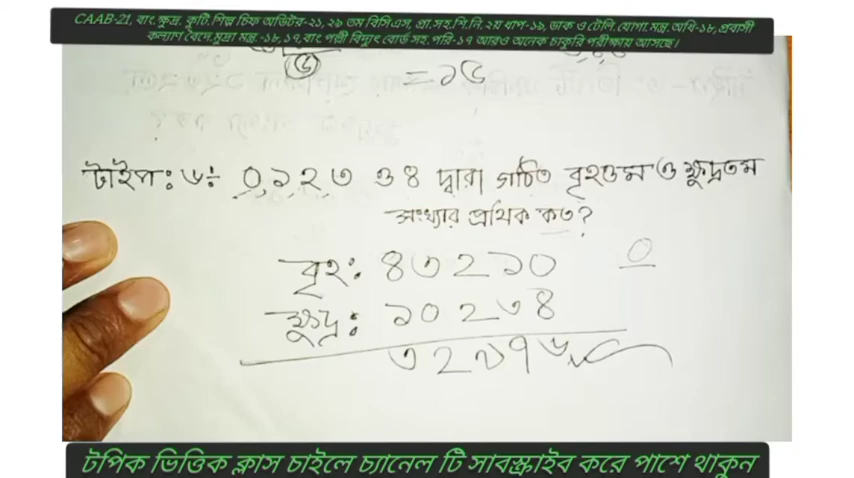 CAAB-21, বাং.ক্ষুদ্র. কুটি. শিল্প চিফ অডিটর-২১, ২৯ তম বিসিএস, প্রা.সহ.শি.নি.২য় ধাপ-১৯, ডাক ও টেলি. যোগা.মন্ত্র. অধি-১৮, প্রবাসী
কল্যাণ বৈদে.মুদ্রা মন্ত্র -১৮, ১৭,বাং. পল্লী বিদ্যুৎ বোর্ড সহ.পরি-১৭ আরও অনেক চাকুরি পরীক্ষায় আসছে।
= ১৫
টাইপঃ ৬ঃ ০,১,২,৩ ও ৪ দ্বারা গঠিত বৃহত্তম ও ক্ষুদ্রতম
সংখ্যার প্রার্থক কত?
বৃহ: ৪৩২১০ ০
ক্ষুদ্র: ১০২৩৪
৩২৯৭৬
টপিক ভিত্তিক ক্লাস চাইলে চ্যানেল টি সাবস্ক্রাইব করে পাশে থাকুন